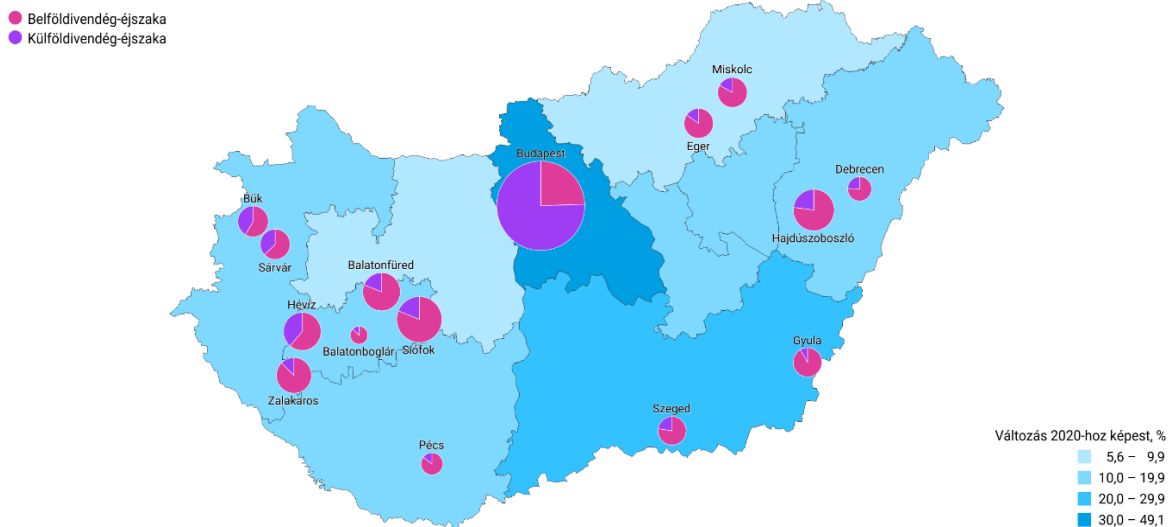 Belföldivendég-éjszaka
Külföldivendég-éjszaka
Miskolc
Eger
Budapest
Debrecen
Hajdúszoboszló
Bük
Sárvár
Balatonfüred
Hévíz
Balatonboglár
Siófok
Zalakaros
Gyula
Szeged
Pécs
Változás 2020-hoz képest, %
5,6 – 9,9
10,0 – 19,9
20,0 – 29,9
30,0 – 49,1